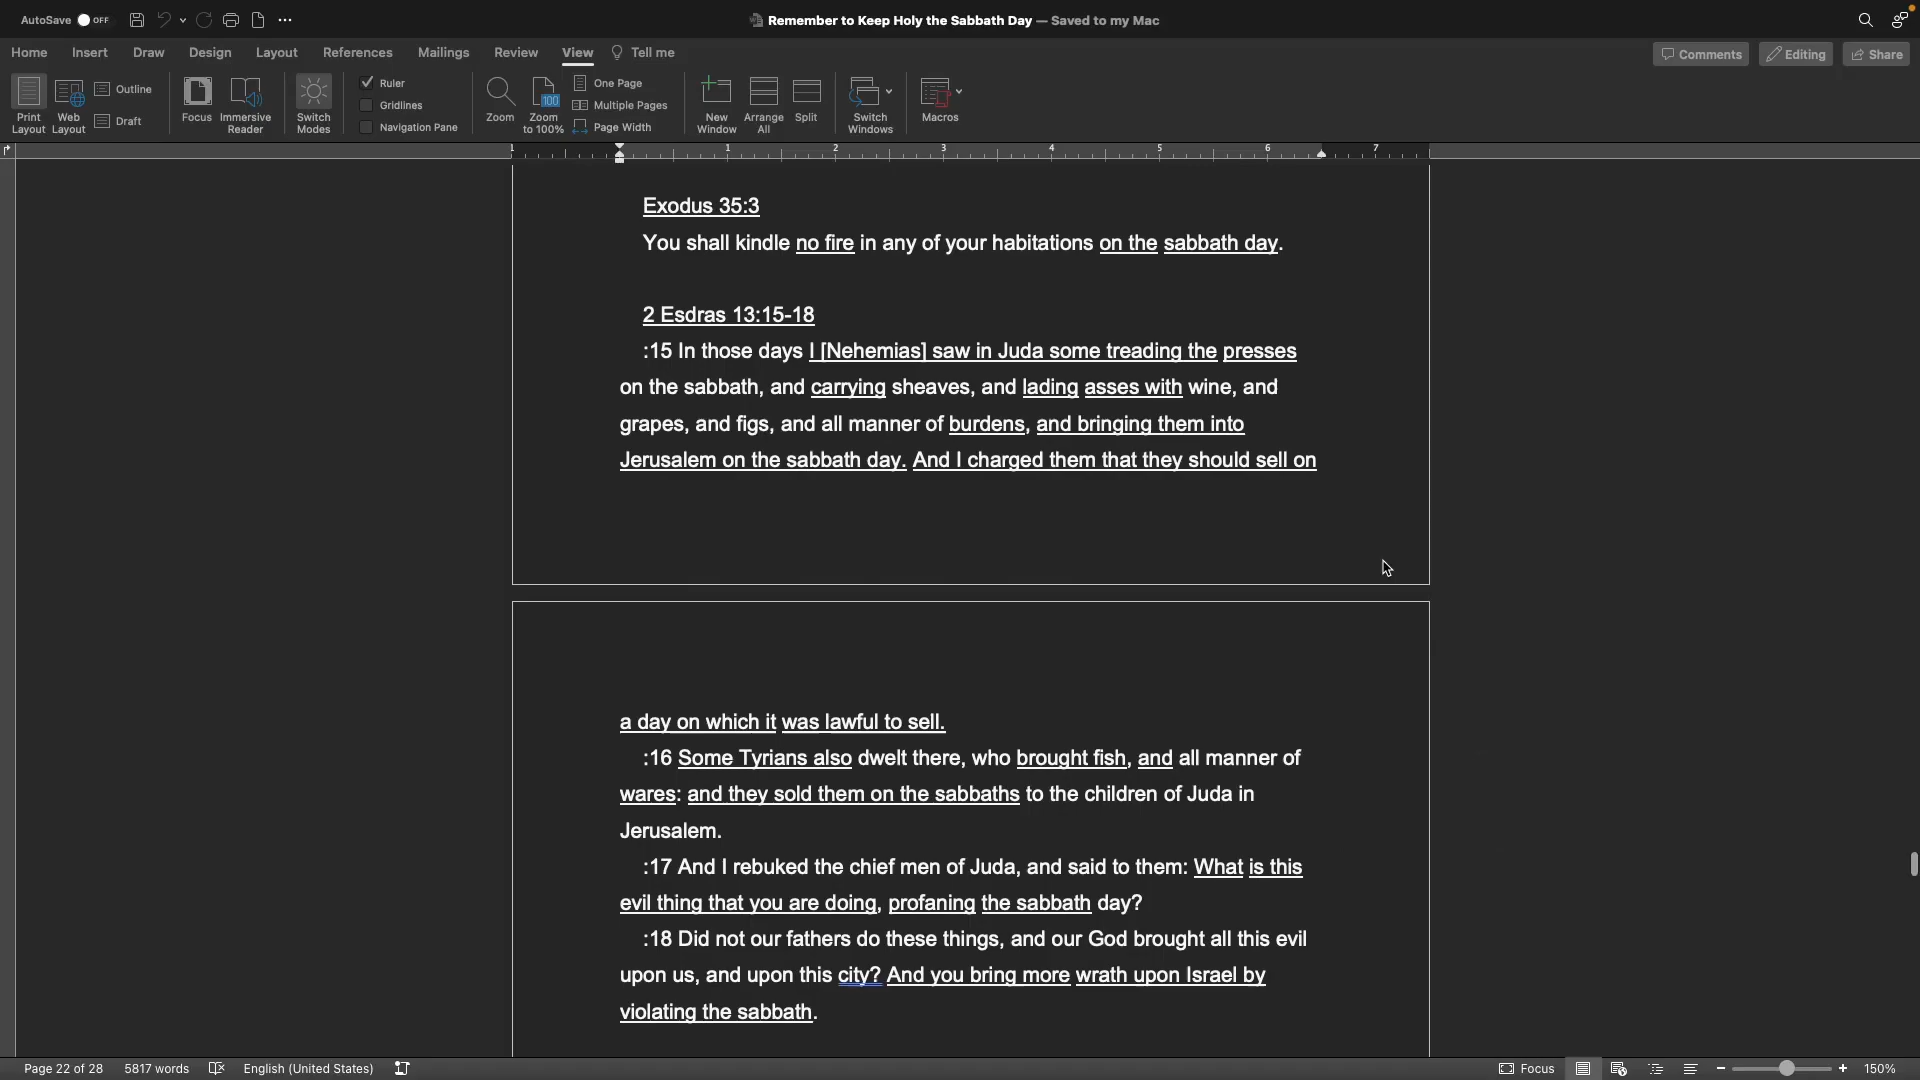 AutoSave OFF
Remember to Keep Holy the Sabbath Day — Saved to my Mac
Home Insert Draw Design Layout References Mailings Review View Tell me
Comments Editing Share
Print Layout
Web Layout
Outline
Draft
Focus
Immersive Reader
Switch Modes
Ruler
Gridlines
Navigation Pane
Zoom
100
Zoom to 100%
One Page
Multiple Pages
Page Width
New Window
Arrange All
Split
Switch Windows
Macros
1 1 2 3 4 5 6 7
Exodus 35:3
You shall kindle no fire in any of your habitations on the sabbath day.
2 Esdras 13:15-18
:15 In those days I [Nehemias] saw in Juda some treading the presses
on the sabbath, and carrying sheaves, and lading asses with wine, and
grapes, and figs, and all manner of burdens, and bringing them into
Jerusalem on the sabbath day. And I charged them that they should sell on
a day on which it was lawful to sell.
:16 Some Tyrians also dwelt there, who brought fish, and all manner of
wares: and they sold them on the sabbaths to the children of Juda in
Jerusalem.
:17 And I rebuked the chief men of Juda, and said to them: What is this
evil thing that you are doing, profaning the sabbath day?
:18 Did not our fathers do these things, and our God brought all this evil
upon us, and upon this city? And you bring more wrath upon Israel by
violating the sabbath.
Page 22 of 28 5817 words English (United States) Focus 150%